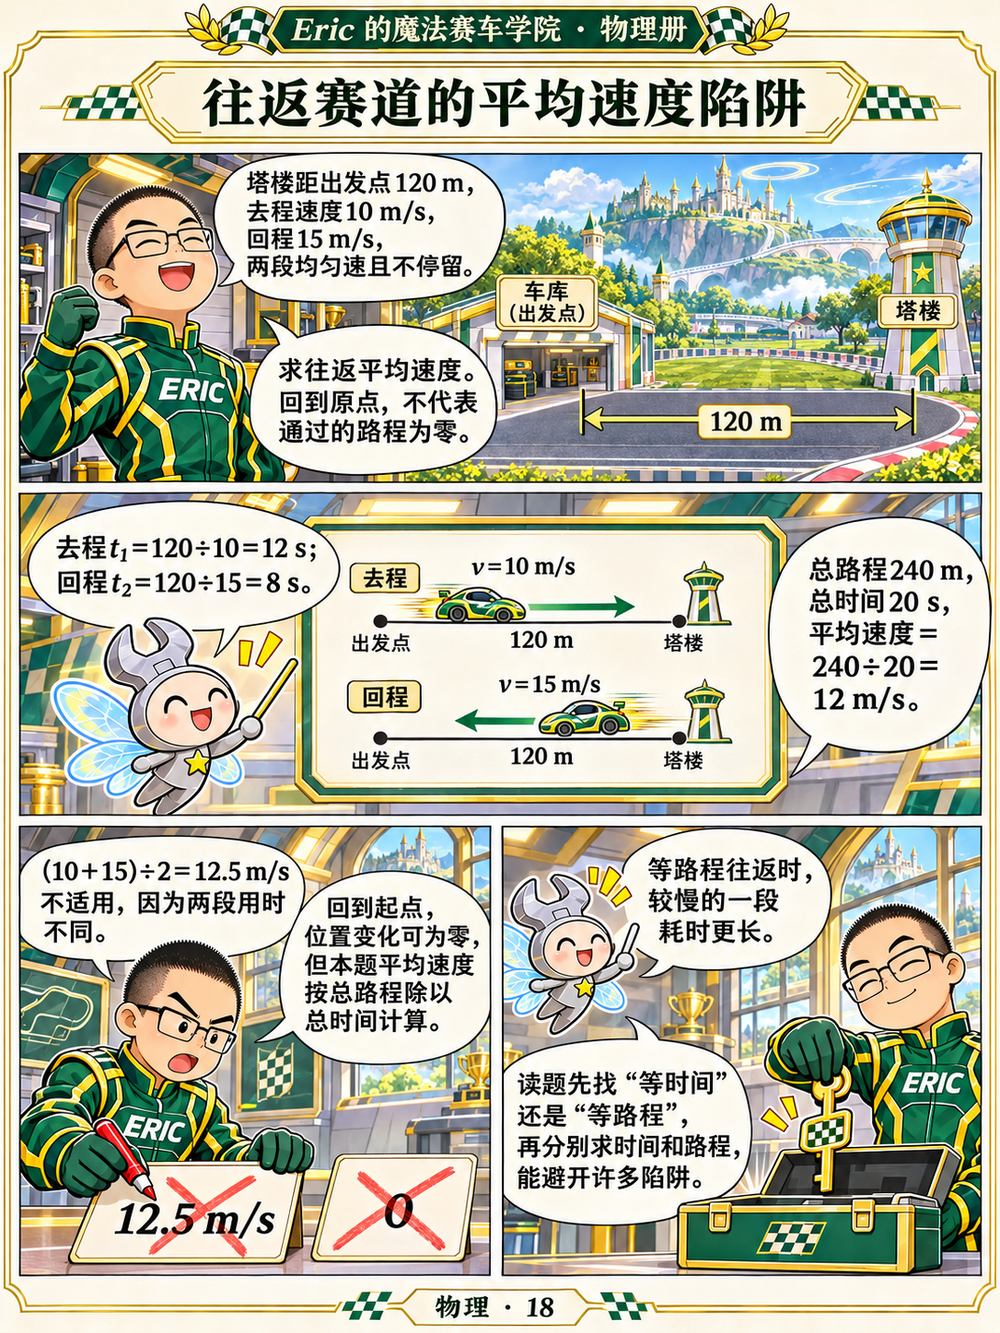 Eric 的魔法赛车学院 · 物理册
往返赛道的平均速度陷阱
塔楼距出发点 120 m，
去程速度10 m/s，
回程 15 m/s，
两段均匀速且不停留。
求往返平均速度。
回到原点，不代表
通过的路程为零。
ERIC
车库
（出发点）
塔楼
120 m
去程 t₁=120÷10=12 s；
回程 t₂=120÷15=8 s。
去程
v=10 m/s
出发点
120 m
塔楼
回程
v=15 m/s
出发点
120 m
塔楼
总路程240 m，
总时间20 s，
平均速度＝
240÷20＝
12 m/s。
(10+15)÷2=12.5 m/s
不适用，因为两段用时
不同。
回到起点，
位置变化可为零，
但本题平均速度
按总路程除以
总时间计算。
ERIC
12.5 m/s
0
等路程往返时，
较慢的一段
耗时更长。
读题先找“等时间”
还是“等路程”，
再分别求时间和路程，
能避开许多陷阱。
ERIC
物理 · 18